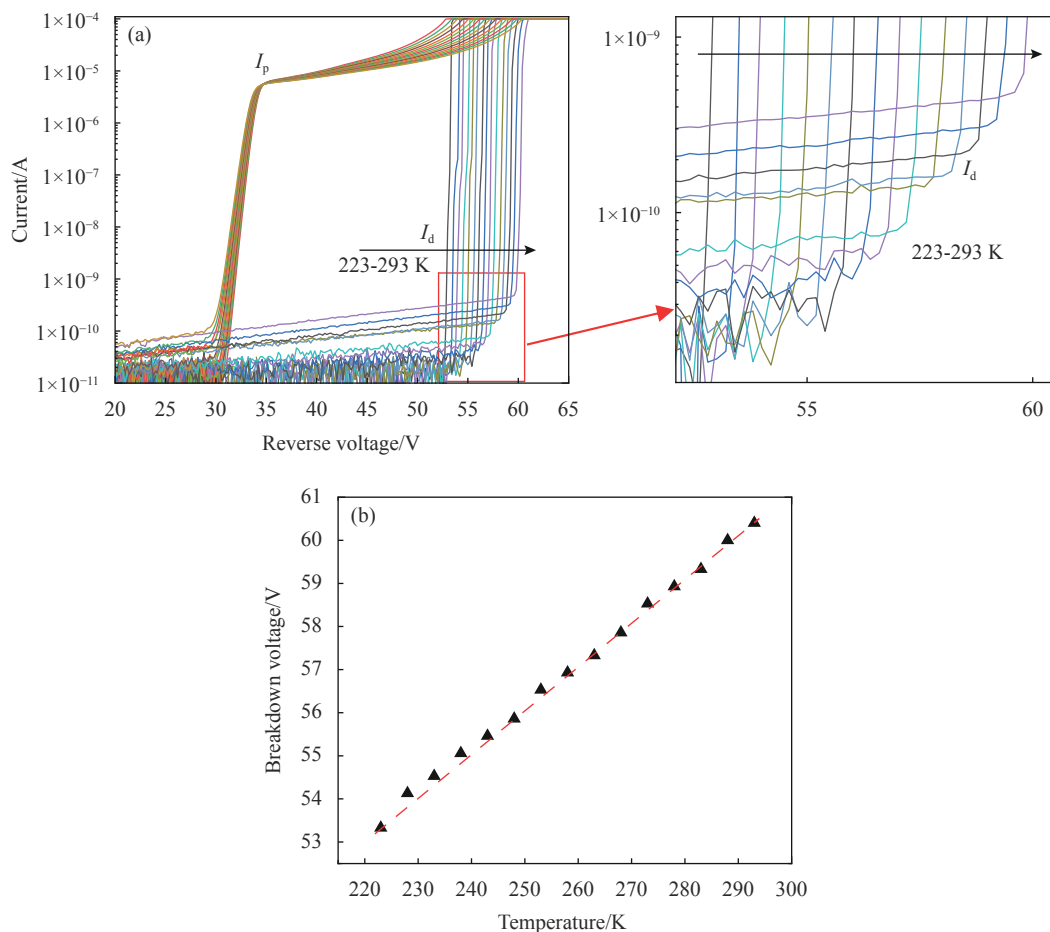 (a)
1×10⁻⁴
1×10⁻⁵
1×10⁻⁶
1×10⁻⁷
1×10⁻⁸
1×10⁻⁹
1×10⁻¹⁰
1×10⁻¹¹
Current/A
Iₚ
I_d
223-293 K
20 25 30 35 40 45 50 55 60 65
Reverse voltage/V
1×10⁻⁹
1×10⁻¹⁰
I_d
223-293 K
55 60
(b)
61
60
59
58
57
56
55
54
53
Breakdown voltage/V
220 230 240 250 260 270 280 290 300
Temperature/K